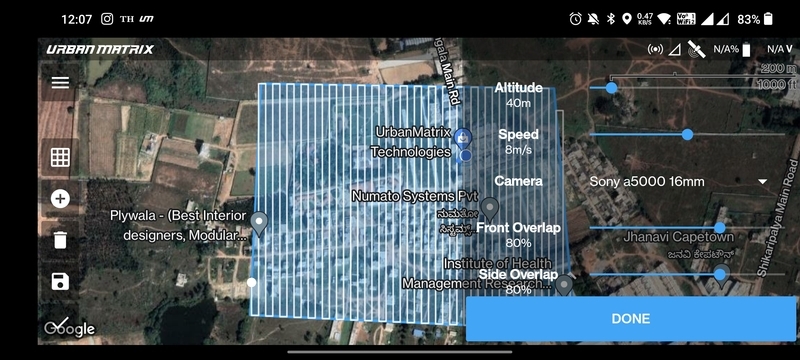 12:07
TH
0.47
KB/S
VoWiFi2
83%
URBAN MATRIX
N/A%
N/A V
200 m
1000 ft
Main Rd
Altitude
40m
UrbanMatrix
Technologies
Speed
8m/s
Camera
Sony a5000 16mm
Numato Systems Pvt
ನುಮತೋ
Plywala - (Best Interior
designers, Modular...
Front Overlap
80%
Jhanavi Capetown
ಜನವಿ ಕೇಪ್‌ಟೌನ್
Shikaripalya Main Road
Institute of Health
Management Research...
Side Overlap
80%
Google
DONE